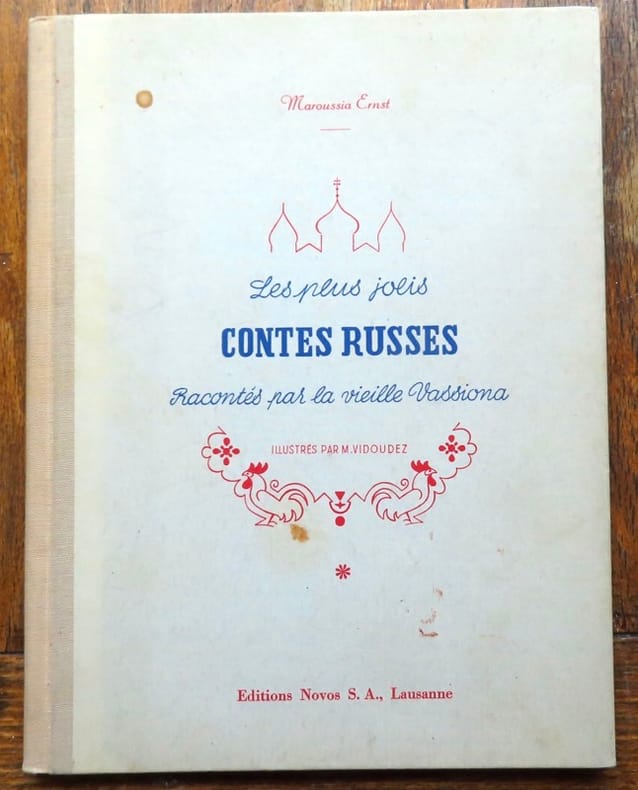 Maroussia Ernst
Les plus jolis
CONTES RUSSES
Racontés par la vieille Vassiona
ILLUSTRÉS PAR M. VIDOUDEZ
Editions Novos S. A., Lausanne